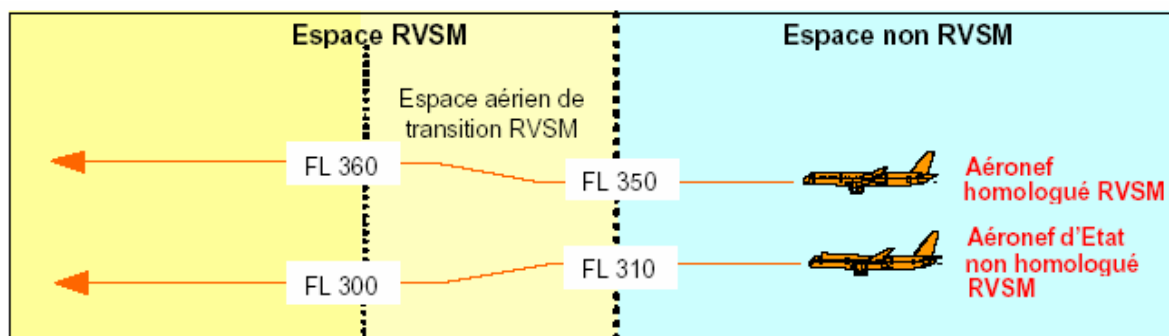 Espace RVSM
Espace non RVSM
Espace aérien de
transition RVSM
FL 360
FL 350
Aéronef
homologué RVSM
FL 300
FL 310
Aéronef d'Etat
non homologué
RVSM